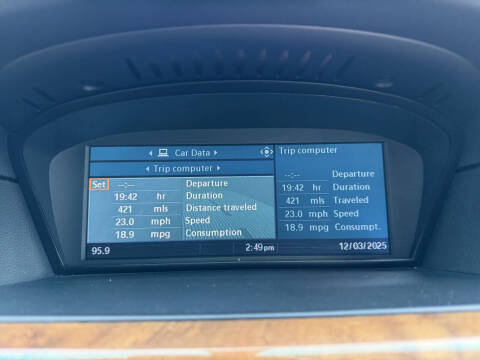 Car Data
Trip computer
Set --:-- Departure
19:42 hr Duration
421 mls Distance traveled
23.0 mph Speed
18.9 mpg Consumption
Trip computer
--:-- Departure
19:42 hr Duration
421 mls Traveled
23.0 mph Speed
18.9 mpg Consumpt.
95.9 2:49pm 12/03/2025